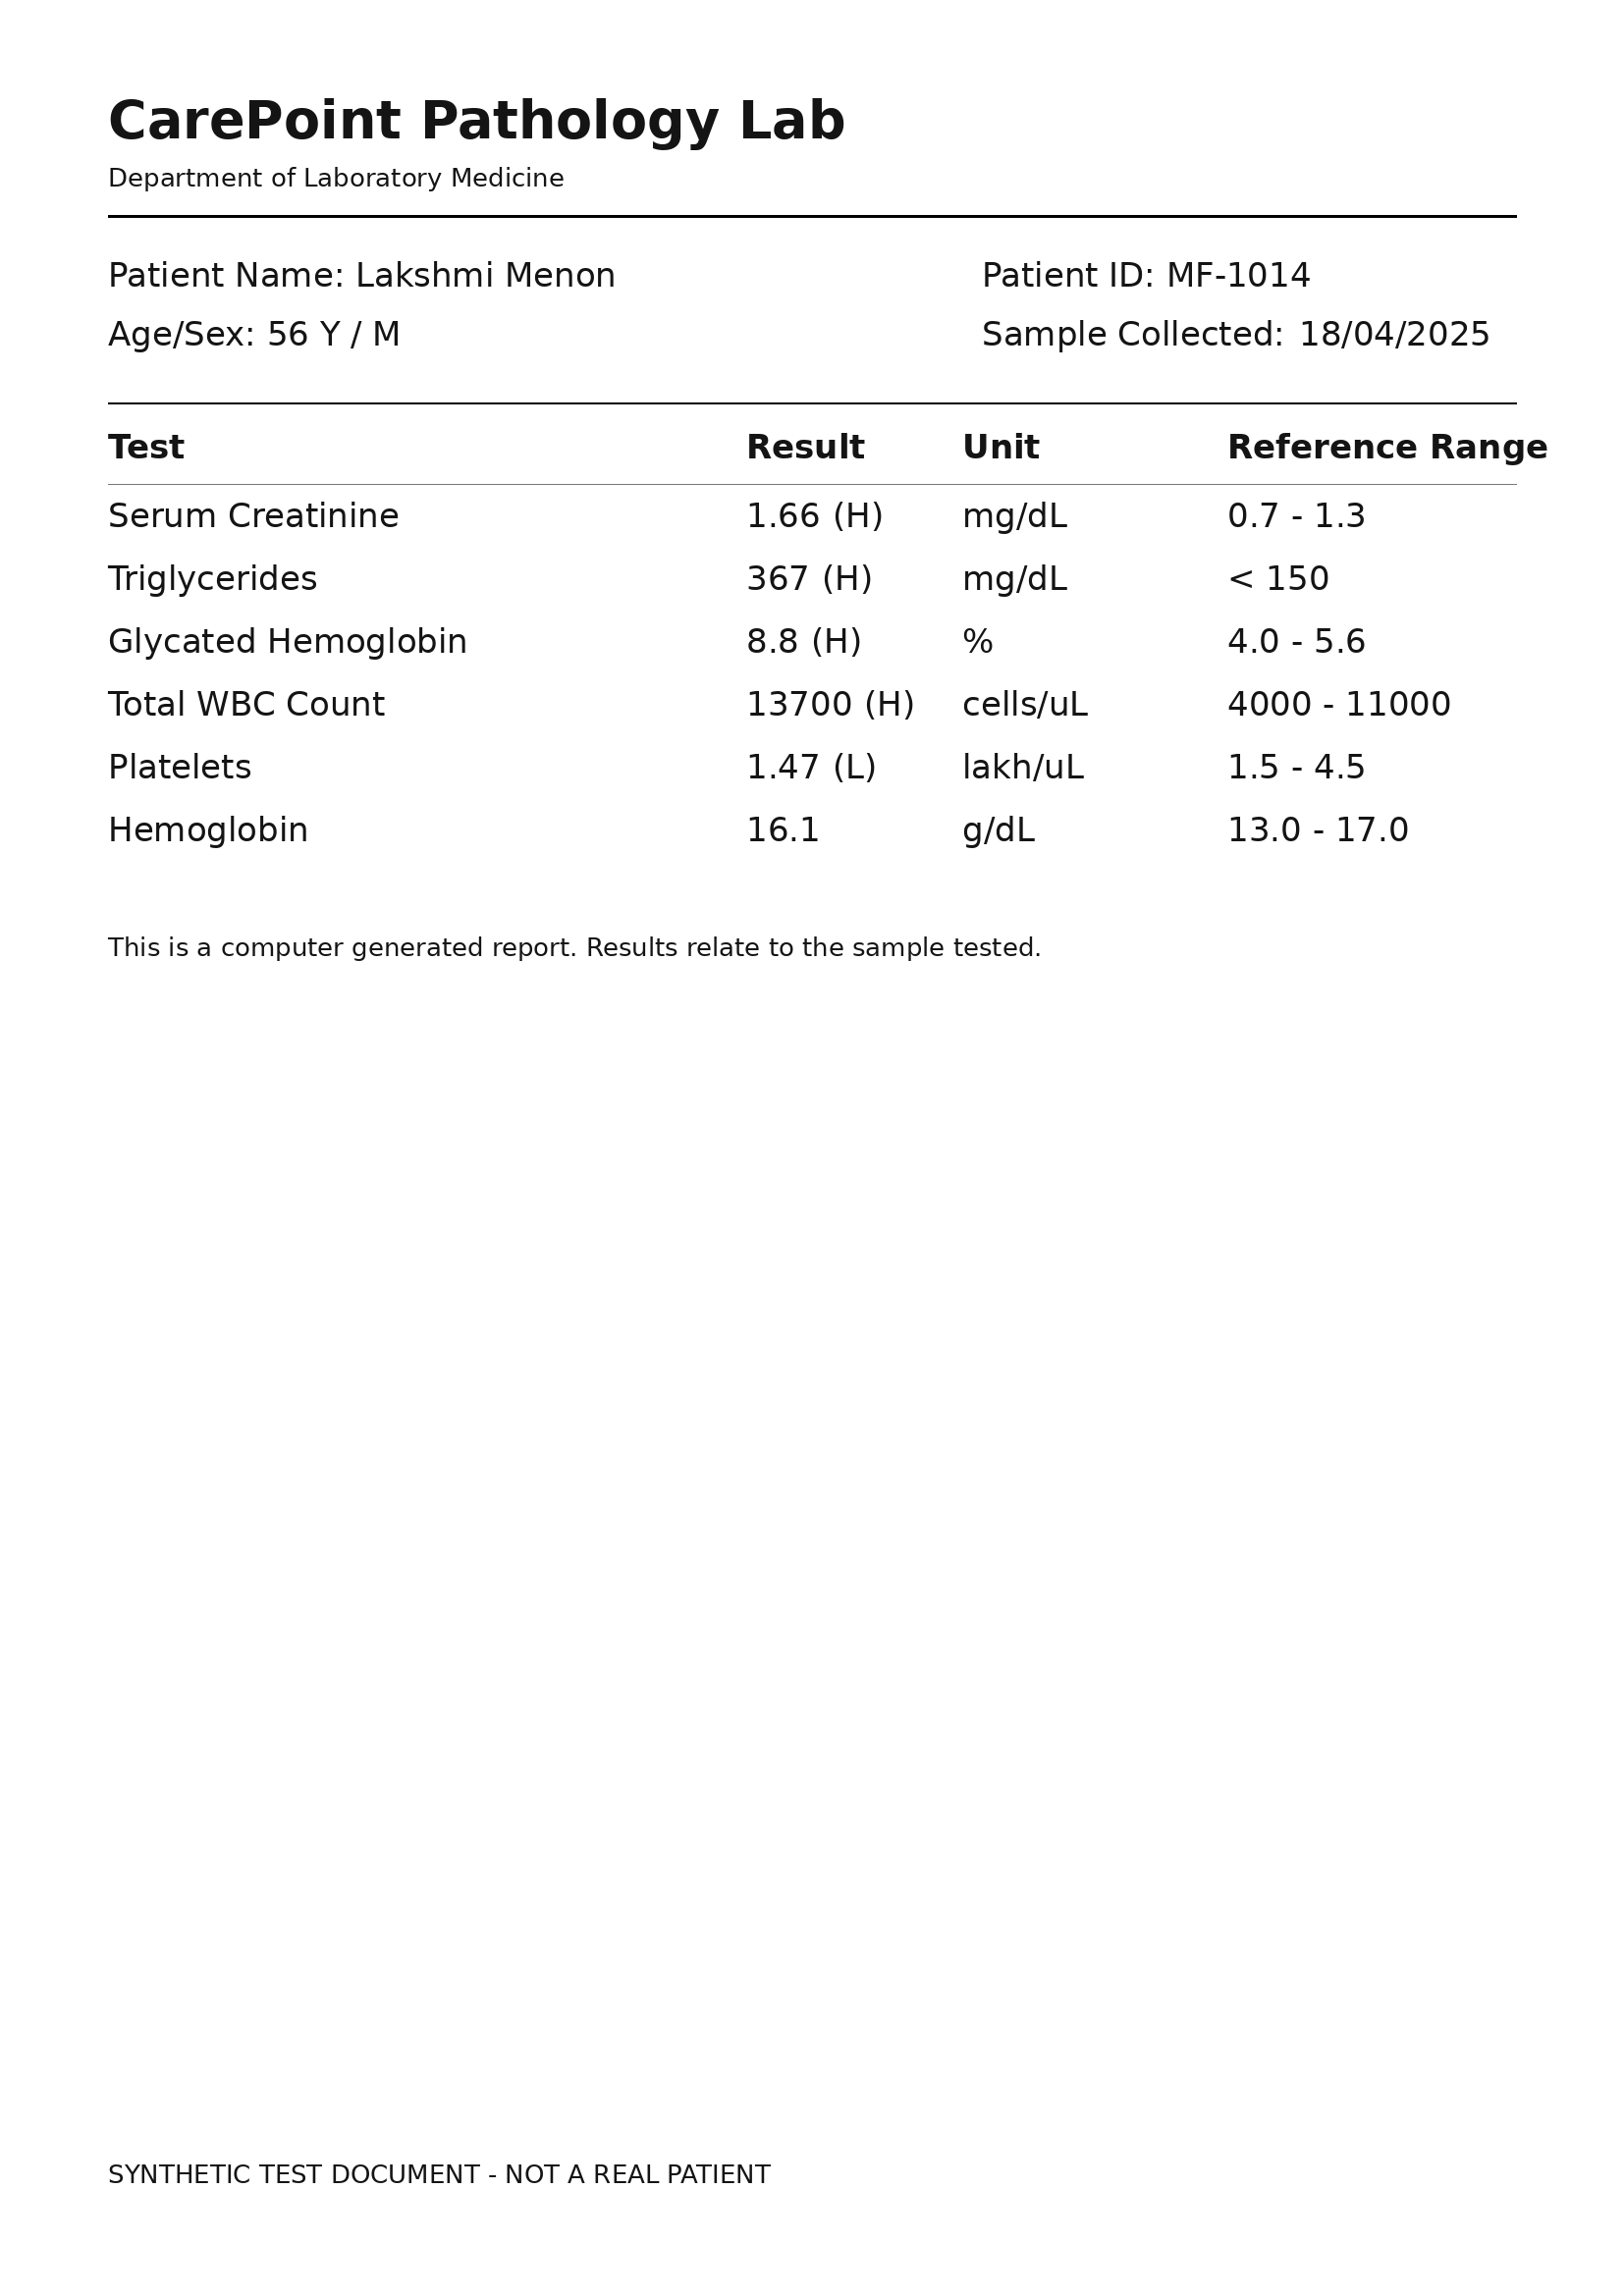 CarePoint Pathology Lab
Department of Laboratory Medicine
Patient Name: Lakshmi Menon Patient ID: MF-1014
Age/Sex: 56 Y / M Sample Collected: 18/04/2025
Test Result Unit Reference Range
Serum Creatinine 1.66 (H) mg/dL 0.7 - 1.3
Triglycerides 367 (H) mg/dL < 150
Glycated Hemoglobin 8.8 (H) % 4.0 - 5.6
Total WBC Count 13700 (H) cells/uL 4000 - 11000
Platelets 1.47 (L) lakh/uL 1.5 - 4.5
Hemoglobin 16.1 g/dL 13.0 - 17.0
This is a computer generated report. Results relate to the sample tested.
SYNTHETIC TEST DOCUMENT - NOT A REAL PATIENT